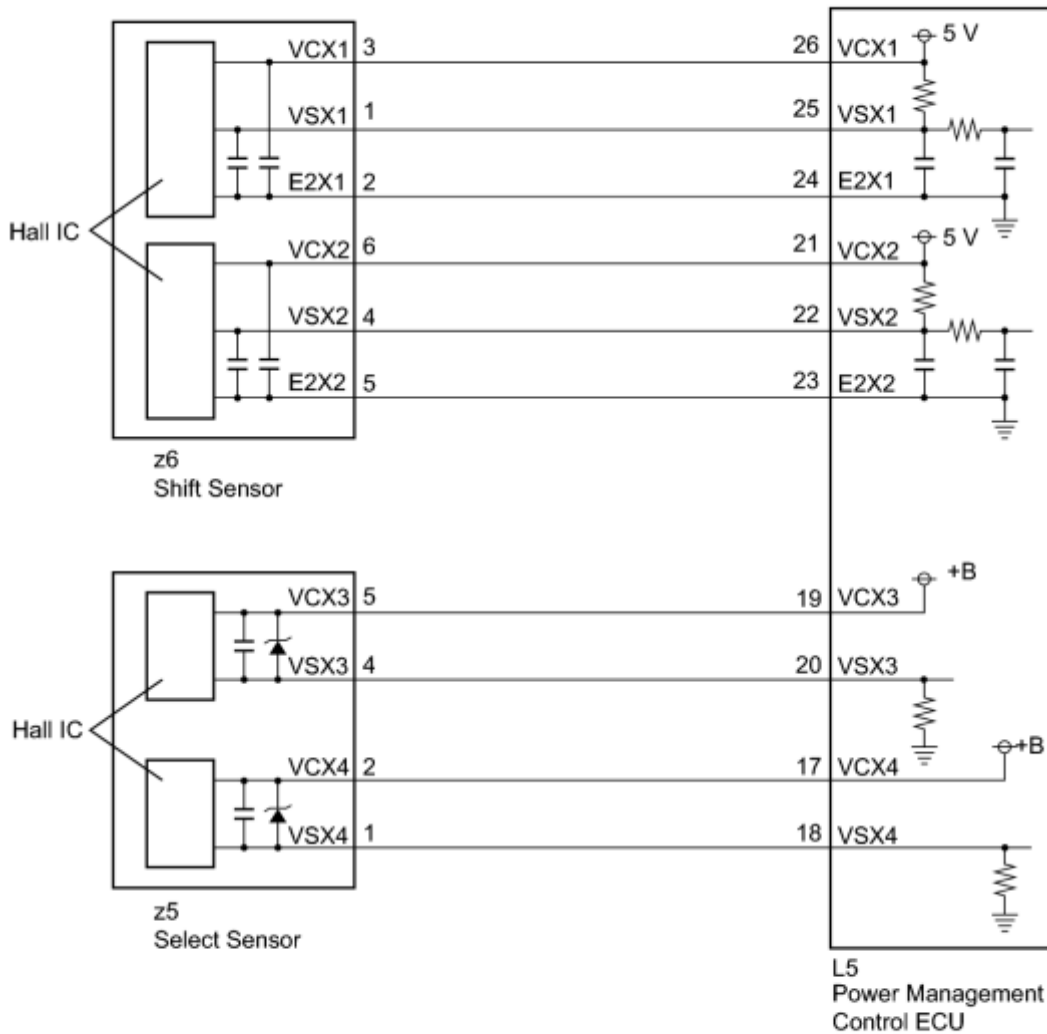 VCX1 3 26 VCX1 5 V
VSX1 1 25 VSX1
E2X1 2 24 E2X1
Hall IC
VCX2 6 21 VCX2 5 V
VSX2 4 22 VSX2
E2X2 5 23 E2X2
z6
Shift Sensor
VCX3 5 19 VCX3 +B
VSX3 4 20 VSX3
Hall IC
VCX4 2 17 VCX4 +B
VSX4 1 18 VSX4
z5
Select Sensor
L5
Power Management
Control ECU